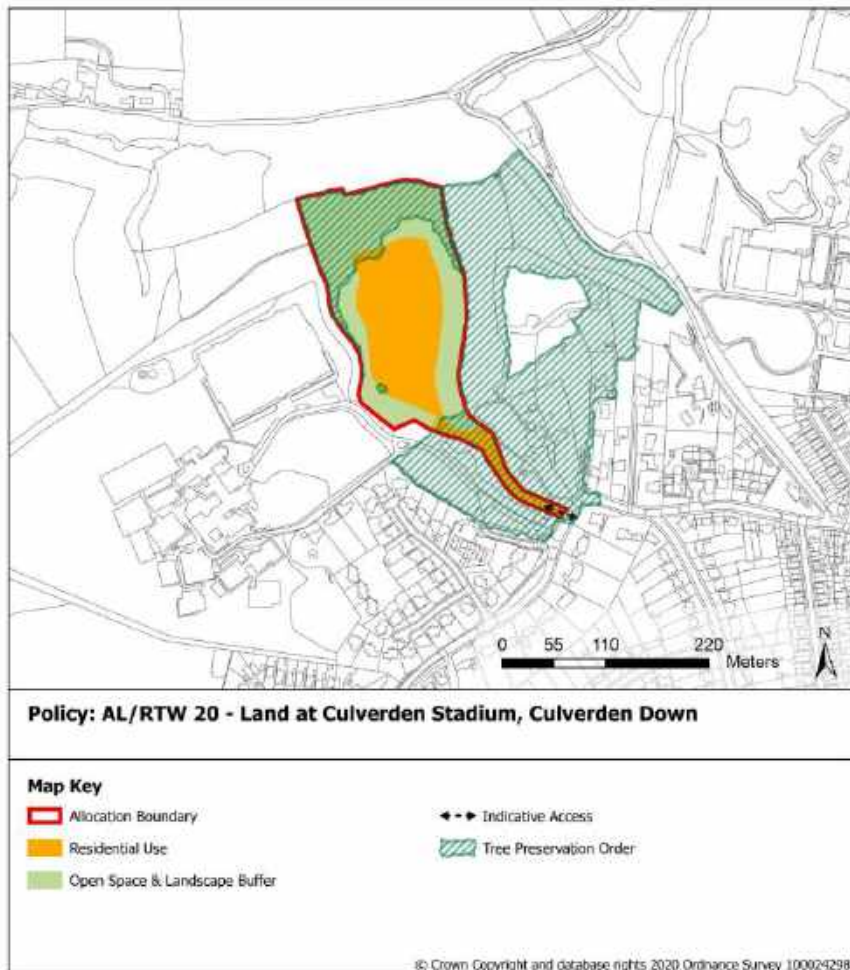 N
0 55 110 220
Meters
Policy: AL/RTW 20 - Land at Culverden Stadium, Culverden Down
Map Key
Allocation Boundary
Indicative Access
Residential Use
Tree Preservation Order
Open Space & Landscape Buffer
© Crown Copyright and database rights 2020 Ordnance Survey 100024298